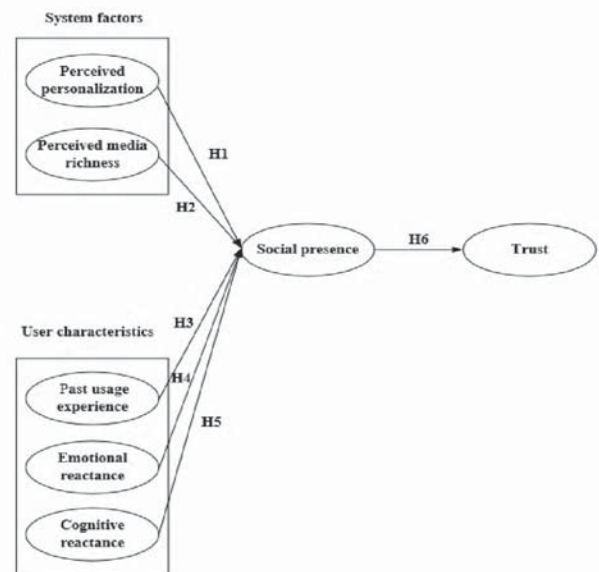 System factors
Perceived
personalization
Perceived media
richness
H1
H2
Social presence
H6
Trust
User characteristics
H3
H4
H5
Past usage
experience
Emotional
reactance
Cognitive
reactance